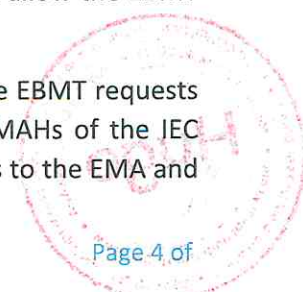 e EBMT requests
MAHs of the IEC
s to the EMA and
Page 4 of